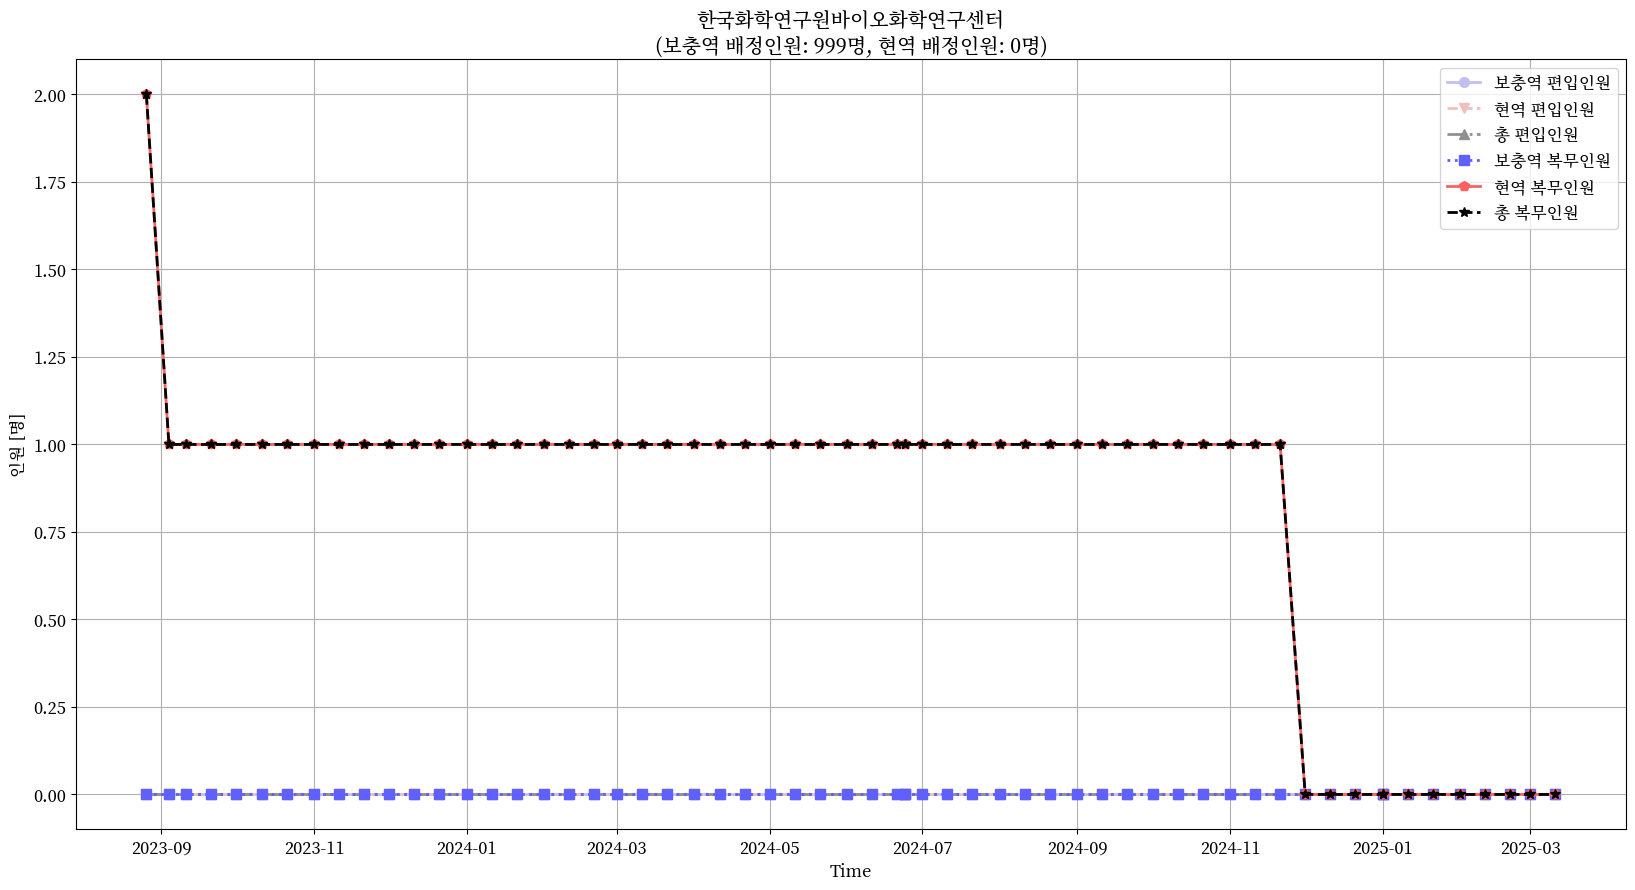 한국화학연구원바이오화학연구센터
(보충역 배정인원: 999명, 현역 배정인원: 0명)
보충역 편입인원
현역 편입인원
총 편입인원
보충역 복무인원
현역 복무인원
총 복무인원
2.00
1.75
1.50
1.25
1.00
0.75
0.50
0.25
0.00
인원 [명]
2023-09
2023-11
2024-01
2024-03
2024-05
2024-07
2024-09
2024-11
2025-01
2025-03
Time